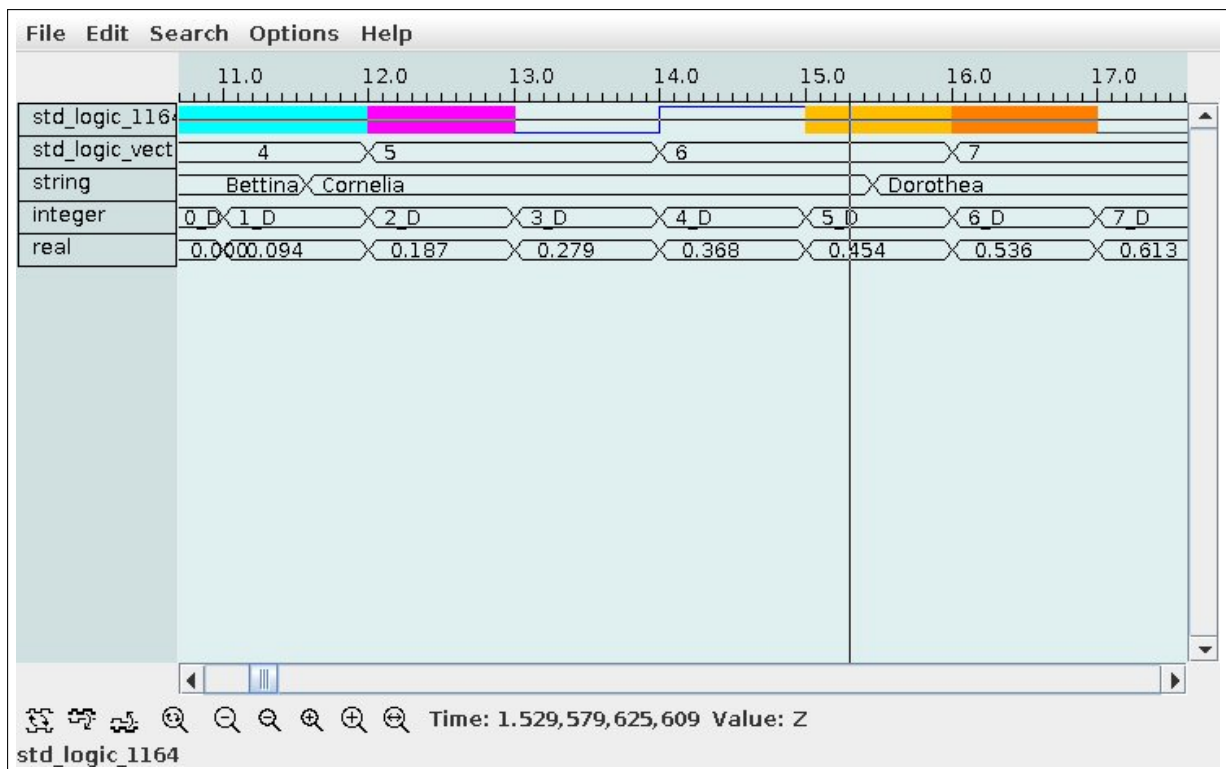 File Edit Search Options Help
11.0 12.0 13.0 14.0 15.0 16.0 17.0
std_logic_1164
std_logic_vect 4 5 6 7
string Bettina Cornelia Dorothea
integer 0_D 1_D 2_D 3_D 4_D 5_D 6_D 7_D
real 0.000 0.094 0.187 0.279 0.368 0.454 0.536 0.613
Time: 1.529,579,625,609 Value: Z
std_logic_1164